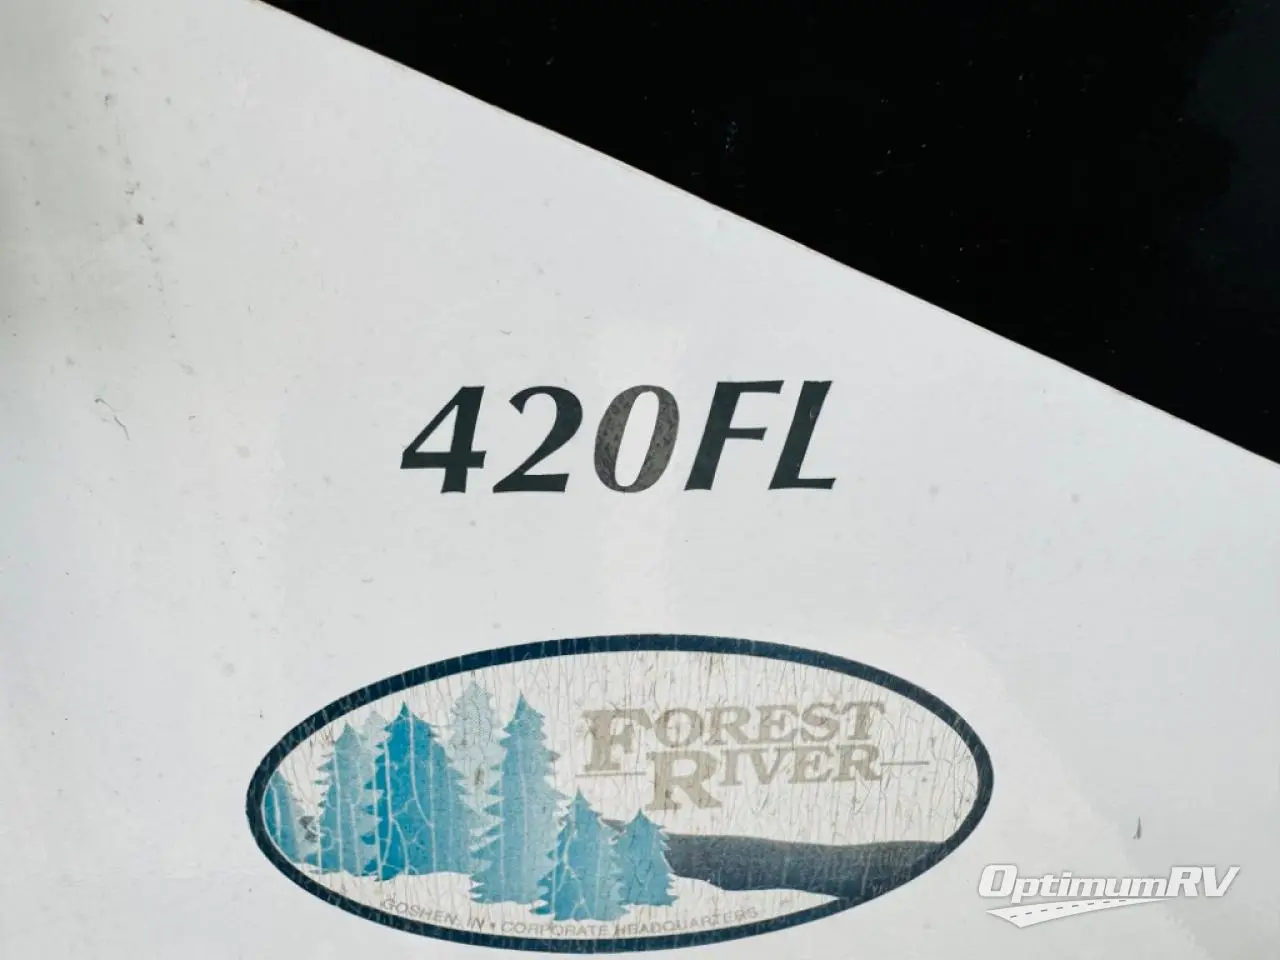 420FL
FOREST
RIVER
GOSHEN, IN • CORPORATE HEADQUARTERS
OptimumRV